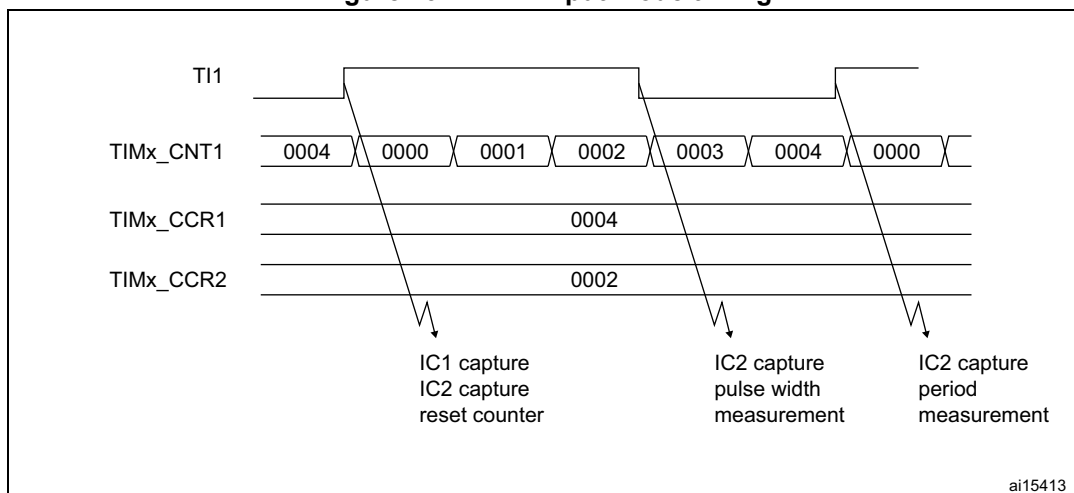 TI1
TIMx_CNT1 0004 0000 0001 0002 0003 0004 0000
TIMx_CCR1 0004
TIMx_CCR2 0002
IC1 capture
IC2 capture
reset counter
IC2 capture
pulse width
measurement
IC2 capture
period
measurement
ai15413